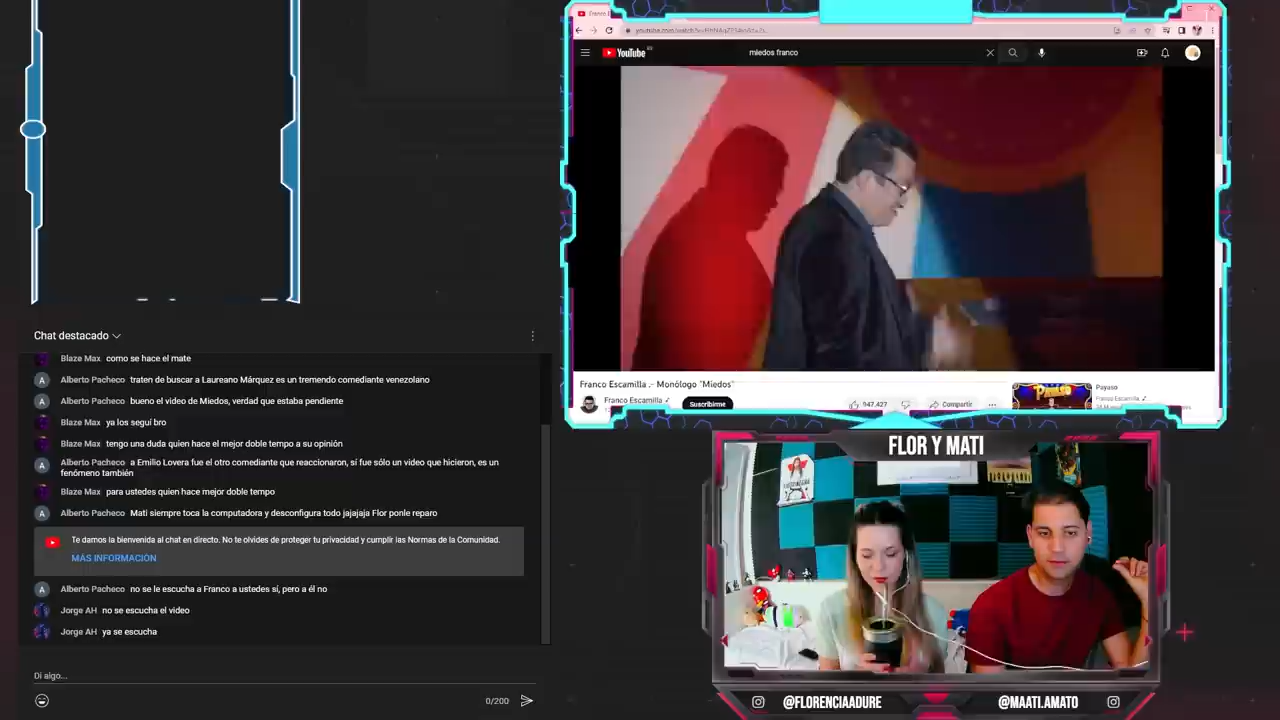 Chat destacado
Blaze Max como se hace el mate
Alberto Pacheco traten de buscar a Laureano Márquez es un tremendo comediante venezolano
Alberto Pacheco bueno el video de Miedos, verdad que estaba pendiente
Blaze Max ya los seguí bro
Blaze Max tengo una duda quien hace el mejor doble tempo a su opinión
Alberto Pacheco a Emilio Lovera fue el otro comediante que reaccionaron, sí fue sólo un video que hicieron, es un
fenómeno también
Blaze Max para ustedes quien hace mejor doble tempo
Alberto Pacheco Mati siempre toca la computadora y desconfigura todo jajajaja Flor ponle reparo
Te damos la bienvenida al chat en directo. No te olvides de proteger tu privacidad y cumplir las Normas de la Comunidad.
MÁS INFORMACIÓN
Alberto Pacheco no se le escucha a Franco a ustedes sí, pero a él no
Jorge AH no se escucha el video
Jorge AH ya se escucha
Di algo...
0/200
YouTube
miedos franco
Franco Escamilla .- Monólogo "Miedos"
Franco Escamilla
Suscribirme
947.427
Compartir
Payaso
Franco Escamilla
FLOR Y MATI
@FLORENCIAADURE
@MAATI.AMATO